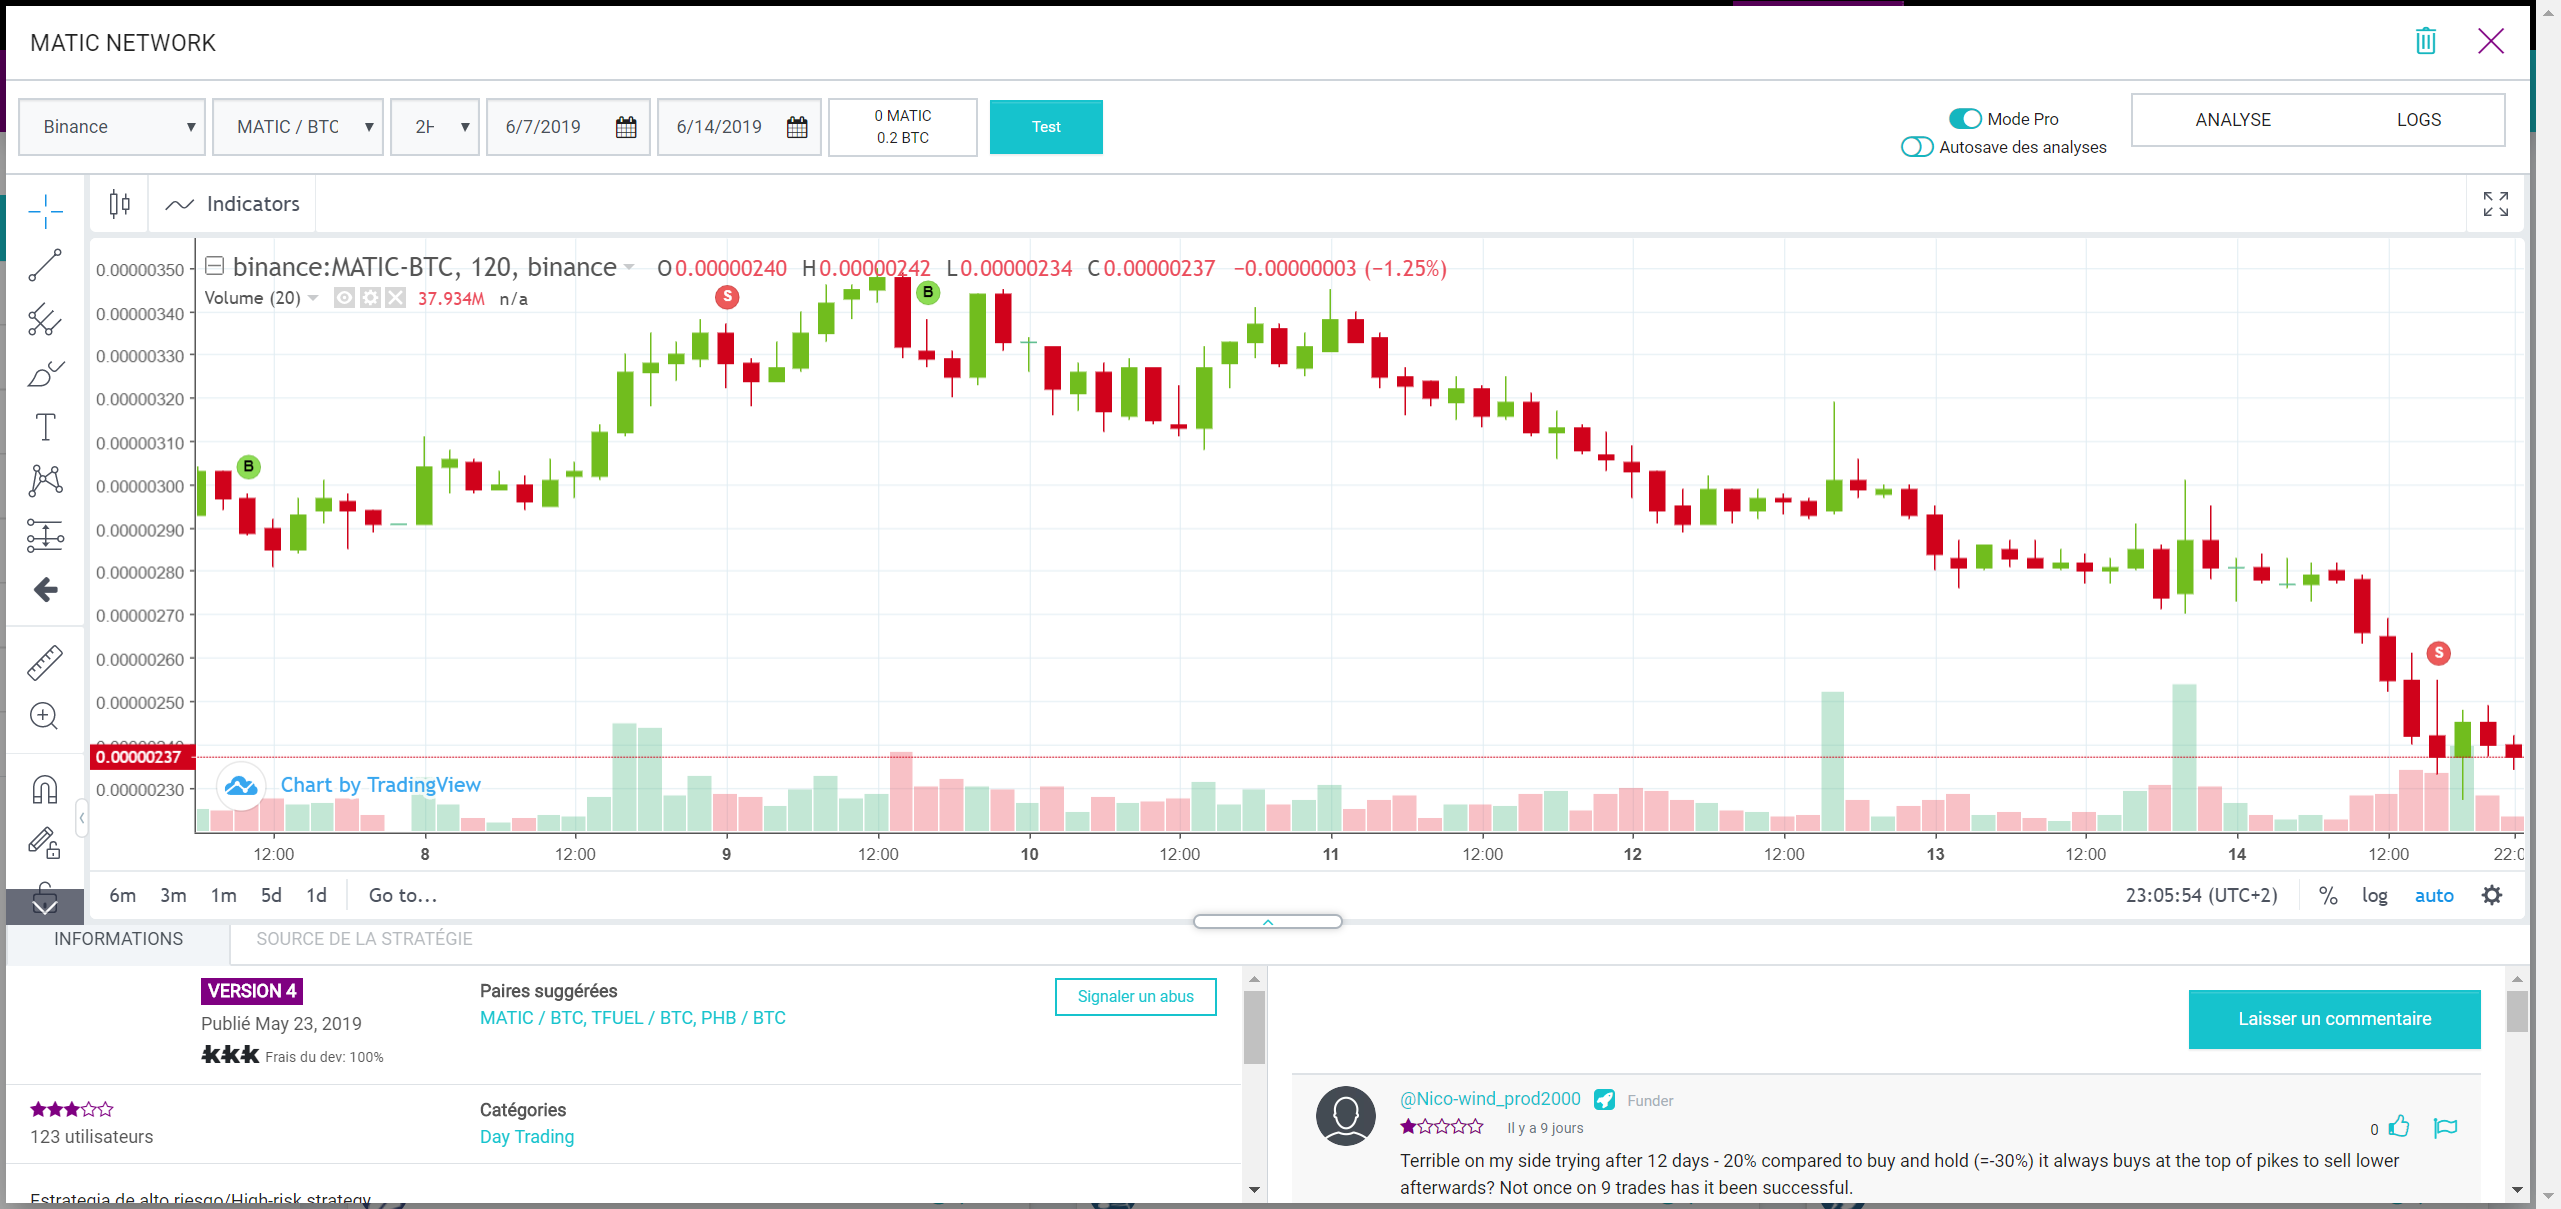 MATIC NETWORK
Binance
MATIC / BTC
2H
6/7/2019
6/14/2019
0 MATIC
0.2 BTC
Test
Mode Pro
Autosave des analyses
ANALYSE
LOGS
Indicators
binance:MATIC-BTC, 120, binance O0.00000240 H0.00000242 L0.00000234 C0.00000237 −0.00000003 (−1.25%)
Volume (20) 37.934M n/a
0.00000350
0.00000340
0.00000330
0.00000320
0.00000310
0.00000300
0.00000290
0.00000280
0.00000270
0.00000260
0.00000250
0.00000240
0.00000237
0.00000230
B
S
B
S
Chart by TradingView
12:00 8 12:00 9 12:00 10 12:00 11 12:00 12 12:00 13 12:00 14 12:00 22:0
6m 3m 1m 5d 1d Go to...
23:05:54 (UTC+2) % log auto
INFORMATIONS
SOURCE DE LA STRATÉGIE
VERSION 4
Publié May 23, 2019
Frais du dev: 100%
Paires suggérées
MATIC / BTC, TFUEL / BTC, PHB / BTC
Signaler un abus
123 utilisateurs
Catégories
Day Trading
Estrategia de alto riesgo/High-risk strategy
Laisser un commentaire
@Nico-wind_prod2000 Funder
Il y a 9 jours
0
Terrible on my side trying after 12 days - 20% compared to buy and hold (=-30%) it always buys at the top of pikes to sell lower
afterwards? Not once on 9 trades has it been successful.